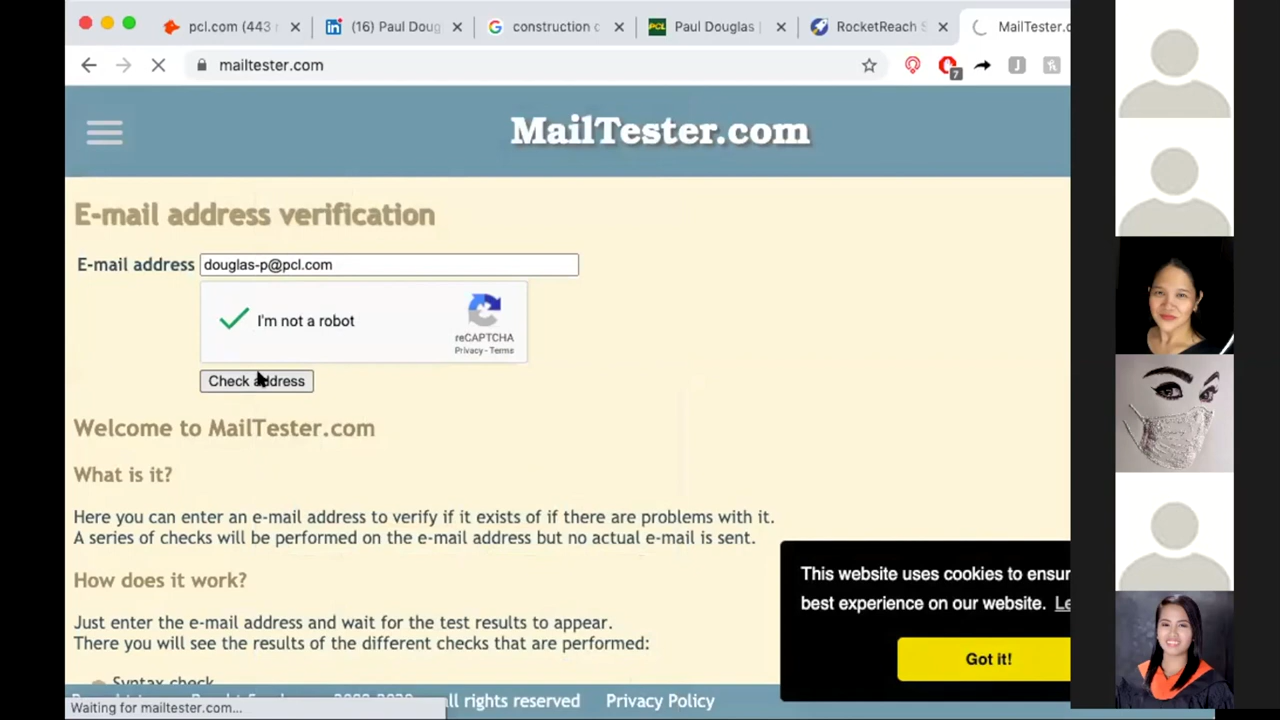 pcl.com (443 r
(16) Paul Doug
construction c
Paul Douglas |
RocketReach S
MailTester.c
mailtester.com
7
J
MailTester.com
E-mail address verification
E-mail address
douglas-p@pcl.com
I'm not a robot
reCAPTCHA
Privacy - Terms
Check address
Welcome to MailTester.com
What is it?
Here you can enter an e-mail address to verify if it exists of if there are problems with it.
A series of checks will be performed on the e-mail address but no actual e-mail is sent.
How does it work?
Just enter the e-mail address and wait for the test results to appear.
There you will see the results of the different checks that are performed:
Syntax check
This website uses cookies to ensur
best experience on our website. Le
Got it!
all rights reserved
Privacy Policy
Waiting for mailtester.com...